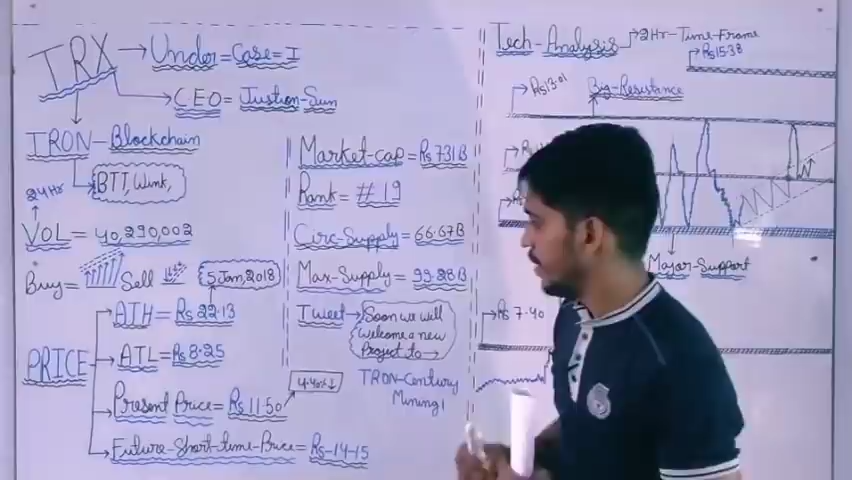 TRX → Under=Case=I
CEO= Justion-Sun
IRON-Blockchain
BTT, Wink,
24Hr
VOL= 40,290,002
Buy= Sell
5 Jan, 2018
PRICE
ATH= Rs 22.13
ATL= Rs 8.25
Present Price= Rs 11.50
4.40%↓
Future-Short-time-Price= Rs-14-15
Market-cap= Rs 731B
Rank= #19
Circ-Supply= 66.67B
Max-Supply= 99.28B
Tweet→ Soon we will
welcome a new
Project to→
TRON-Century
Mining!
Tech-Analysis → 2Hr-Time-Frame
Rs 15.38
Rs 13.01
Big-Resistance
Major-Support
Rs 7.40